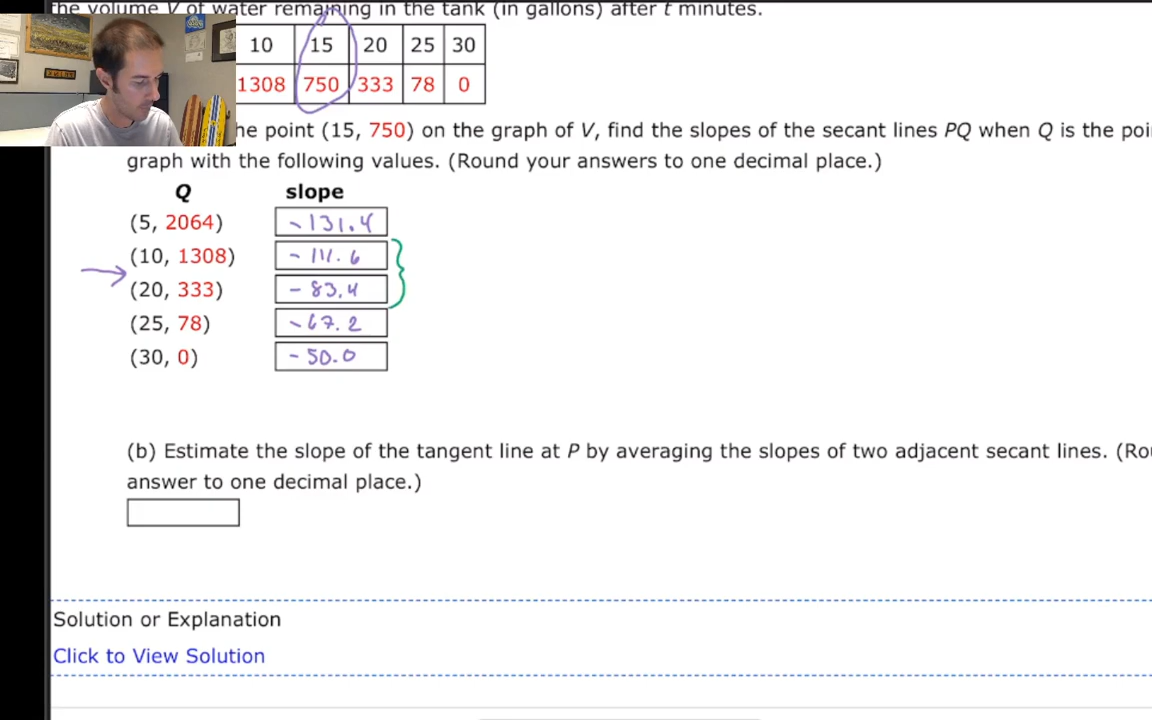 the volume V of water remaining in the tank (in gallons) after t minutes.
10 15 20 25 30
1308 750 333 78 0
he point (15, 750) on the graph of V, find the slopes of the secant lines PQ when Q is the poi
graph with the following values. (Round your answers to one decimal place.)
Q slope
(5, 2064) -131.4
(10, 1308) -111.6
(20, 333) -83.4
(25, 78) -67.2
(30, 0) -50.0
(b) Estimate the slope of the tangent line at P by averaging the slopes of two adjacent secant lines. (Rou
answer to one decimal place.)
Solution or Explanation
Click to View Solution